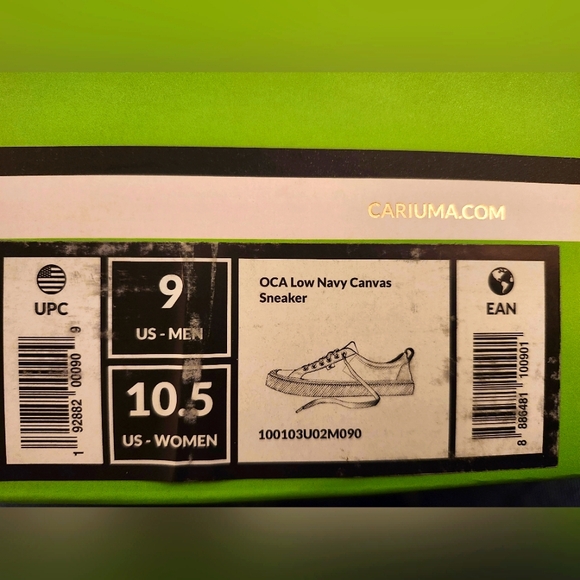 CARIUMA.COM
UPC
1 92882 00090 9
9
US - MEN
10.5
US - WOMEN
OCA Low Navy Canvas
Sneaker
100103U02M090
EAN
8 886481 100901